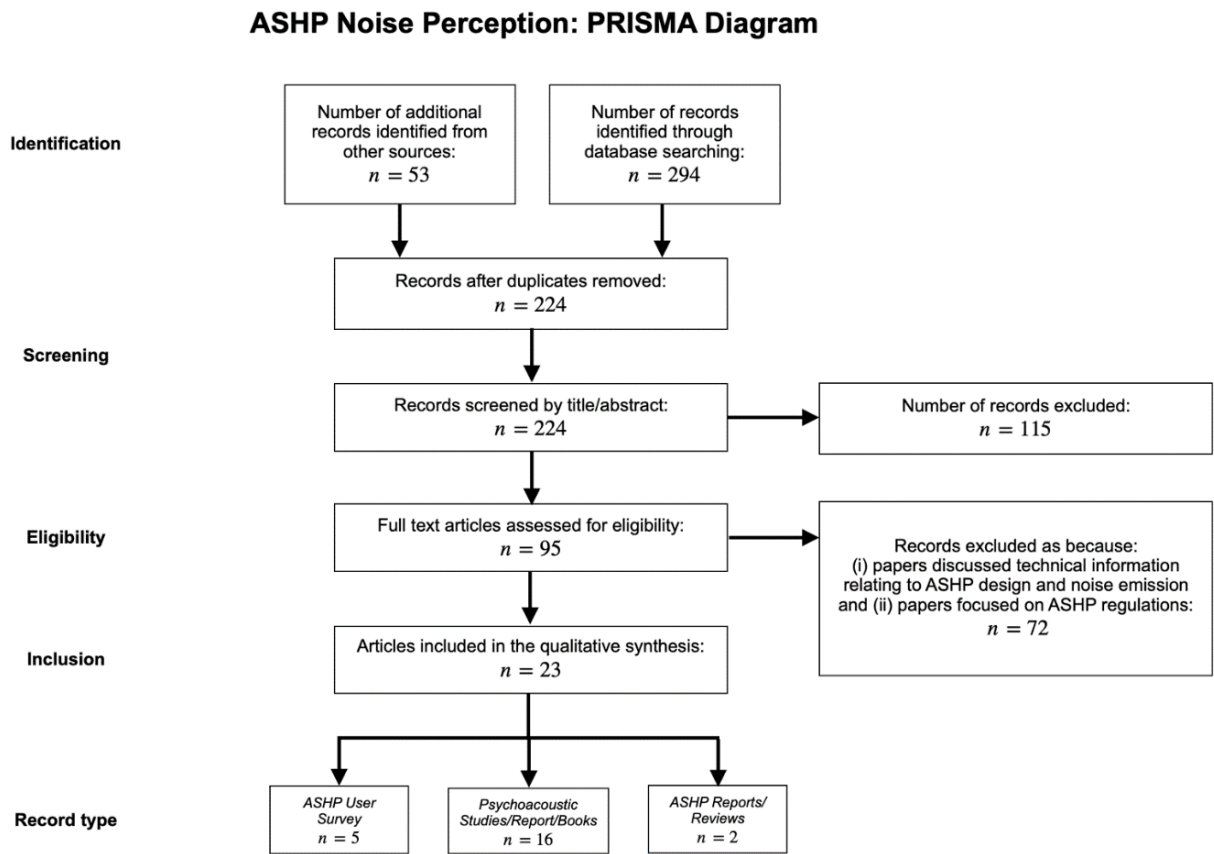 ASHP Noise Perception: PRISMA Diagram
Identification
Number of additional
records identified from
other sources:
n = 53
Number of records
identified through
database searching:
n = 294
Records after duplicates removed:
n = 224
Screening
Records screened by title/abstract:
n = 224
Number of records excluded:
n = 115
Eligibility
Full text articles assessed for eligibility:
n = 95
Records excluded as because:
(i) papers discussed technical information
relating to ASHP design and noise emission
and (ii) papers focused on ASHP regulations:
n = 72
Inclusion
Articles included in the qualitative synthesis:
n = 23
Record type
ASHP User
Survey
n = 5
Psychoacoustic
Studies/Report/Books
n = 16
ASHP Reports/
Reviews
n = 2